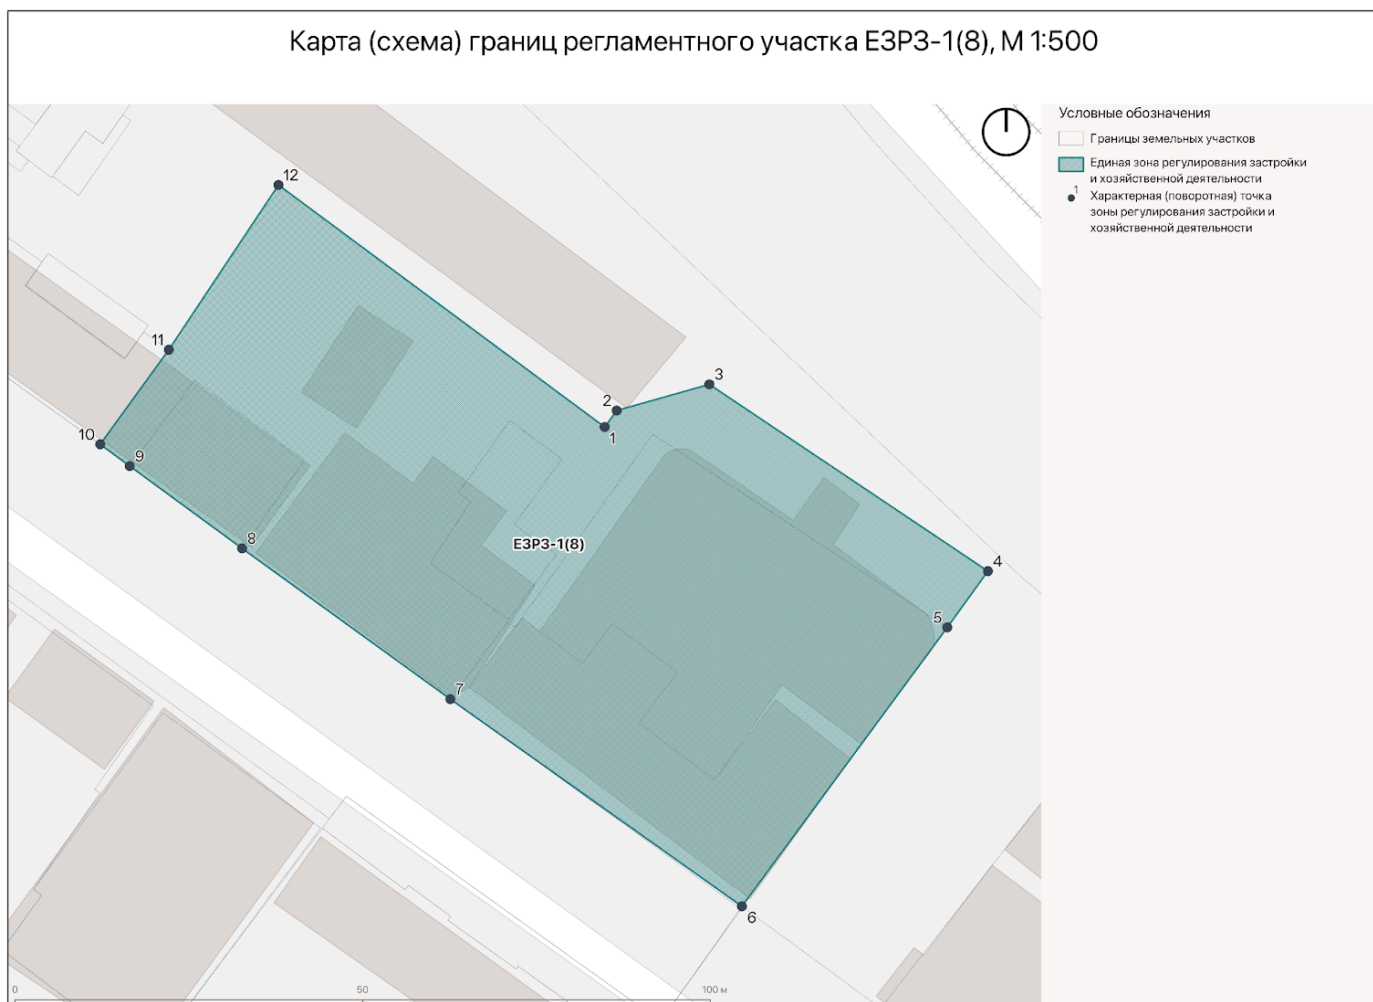 Карта (схема) границ регламентного участка ЕЗРЗ-1(8), М 1:500
Условные обозначения
Границы земельных участков
Единая зона регулирования застройки
и хозяйственной деятельности
1
Характерная (поворотная) точка
зоны регулирования застройки и
хозяйственной деятельности
12
11
3
2
1
10
9
8
ЕЗРЗ-1(8)
4
5
7
6
0
50
100 м